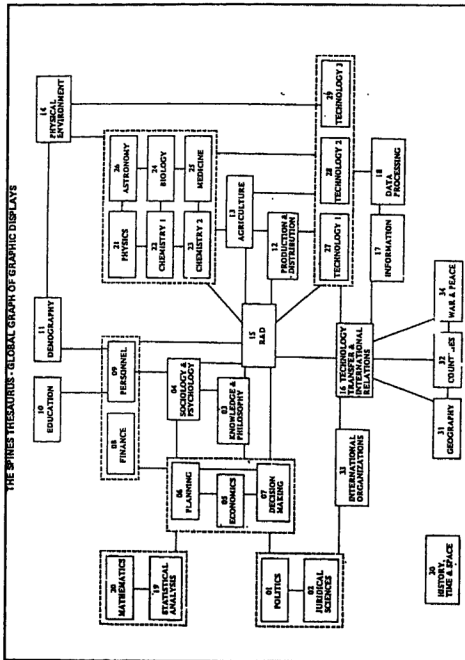 THE SPINES THESAURUS - GLOBAL GRAPH OF GRAPHIC DISPLAYS
14
PHYSICAL
ENVIRONMENT
11
DEMOGRAPHY
10
EDUCATION
26
ASTRONOMY
24
BIOLOGY
25
MEDICINE
21
PHYSICS
22
CHEMISTRY 1
23
CHEMISTRY 2
09
PERSONNEL
08
FINANCE
13
AGRICULTURE
12
PRODUCTION &
DISTRIBUTION
15
R&D
04
SOCIOLOGY &
PSYCHOLOGY
03
KNOWLEDGE &
PHILOSOPHY
06
PLANNING
05
ECONOMICS
07
DECISION
MAKING
20
MATHEMATICS
19
STATISTICAL
ANALYSIS
29
TECHNOLOGY 3
28
TECHNOLOGY 2
27
TECHNOLOGY 1
18
DATA
PROCESSING
17
INFORMATION
16 TECHNOLOGY
TRANSFER &
INTERNATIONAL
RELATIONS
33
INTERNATIONAL
ORGANIZATIONS
01
POLITICS
02
JURIDICAL
SCIENCES
34
WAR & PEACE
32
31
GEOGRAPHY
30
HISTORY,
TIME & SPACE